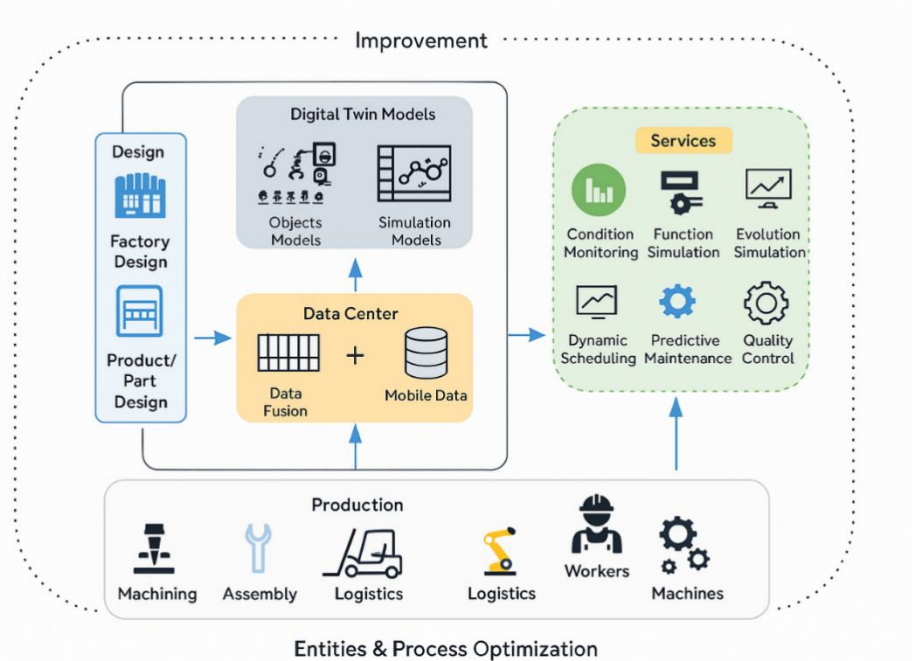 Improvement
Design
Factory
Design
Product/
Part
Design
Digital Twin Models
Objects
Models
Simulation
Models
Data Center
+
Data
Fusion
Mobile Data
Services
Condition
Monitoring
Function
Simulation
Evolution
Simulation
Dynamic
Scheduling
Predictive
Maintenance
Quality
Control
Production
Machining
Assembly
Logistics
Logistics
Workers
Machines
Entities & Process Optimization